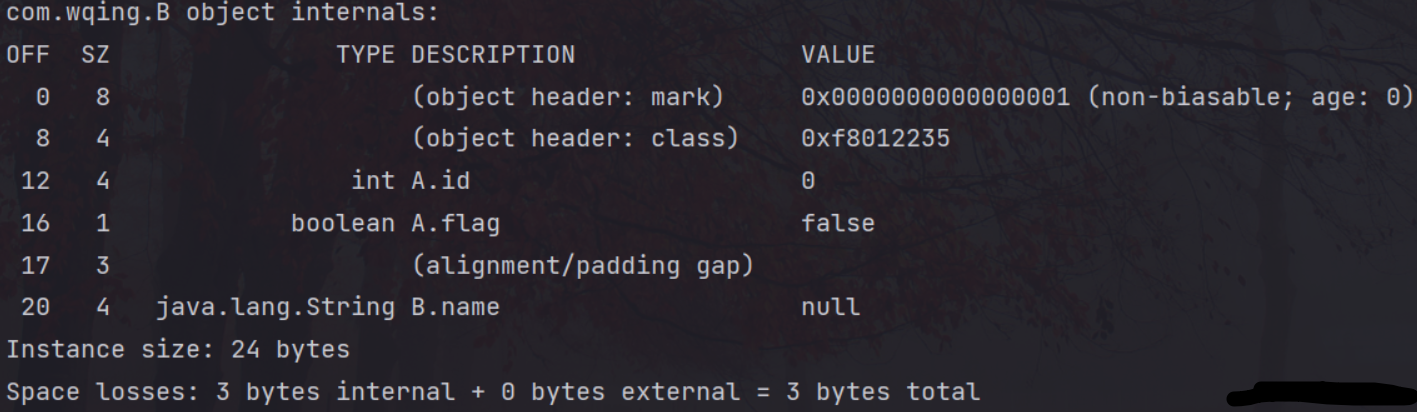 com.wqing.B object internals:
OFF  SZ               TYPE DESCRIPTION               VALUE
  0   8                    (object header: mark)     0x0000000000000001 (non-biasable; age: 0)
  8   4                    (object header: class)    0xf8012235
 12   4                int A.id                      0
 16   1            boolean A.flag                    false
 17   3                    (alignment/padding gap)
 20   4   java.lang.String B.name                    null
Instance size: 24 bytes
Space losses: 3 bytes internal + 0 bytes external = 3 bytes total